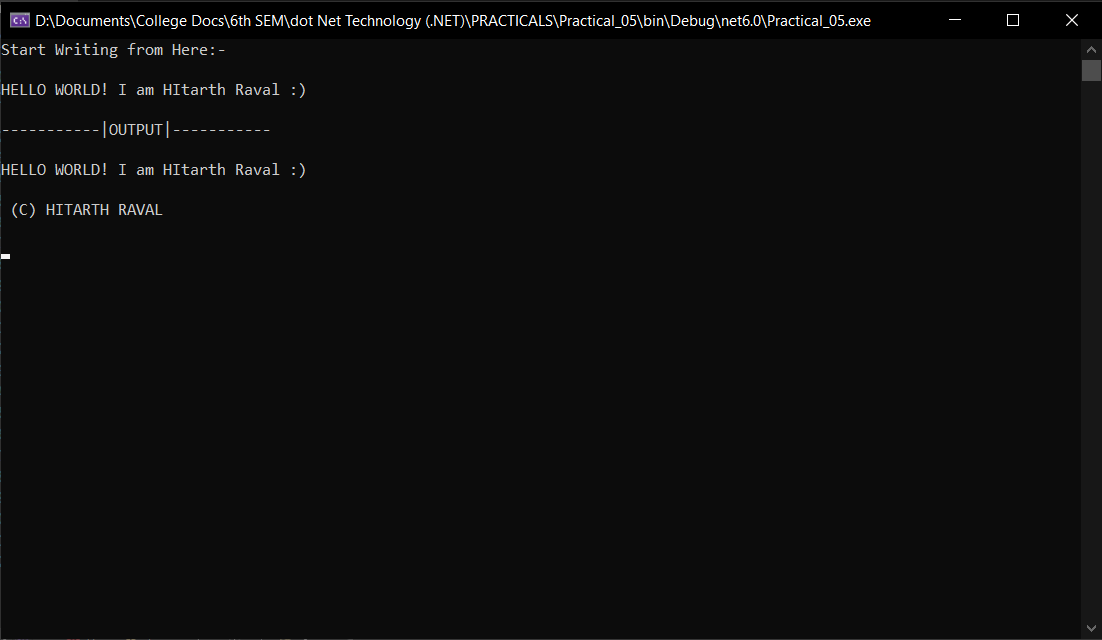 D:\Documents\College Docs\6th SEM\dot Net Technology (.NET)\PRACTICALS\Practical_05\bin\Debug\net6.0\Practical_05.exe
Start Writing from Here:-
HELLO WORLD! I am HItarth Raval :)
-----------|OUTPUT|-----------
HELLO WORLD! I am HItarth Raval :)
(C) HITARTH RAVAL